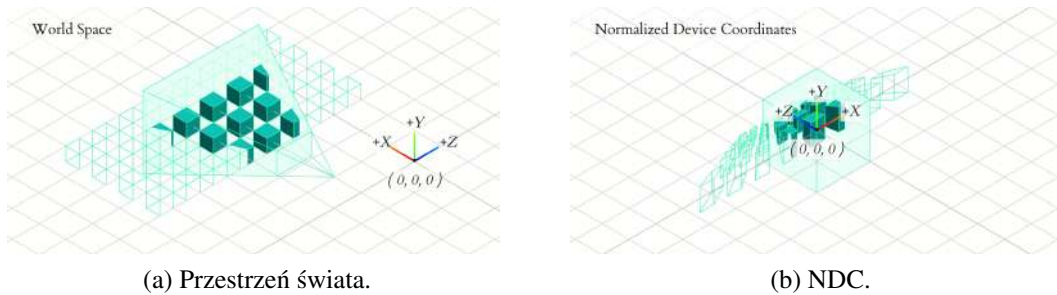 World Space
+Y
+X
+Z
(0, 0, 0)
(a) Przestrzeń świata.
Normalized Device Coordinates
+Y
+Z
+X
(0, 0, 0)
(b) NDC.